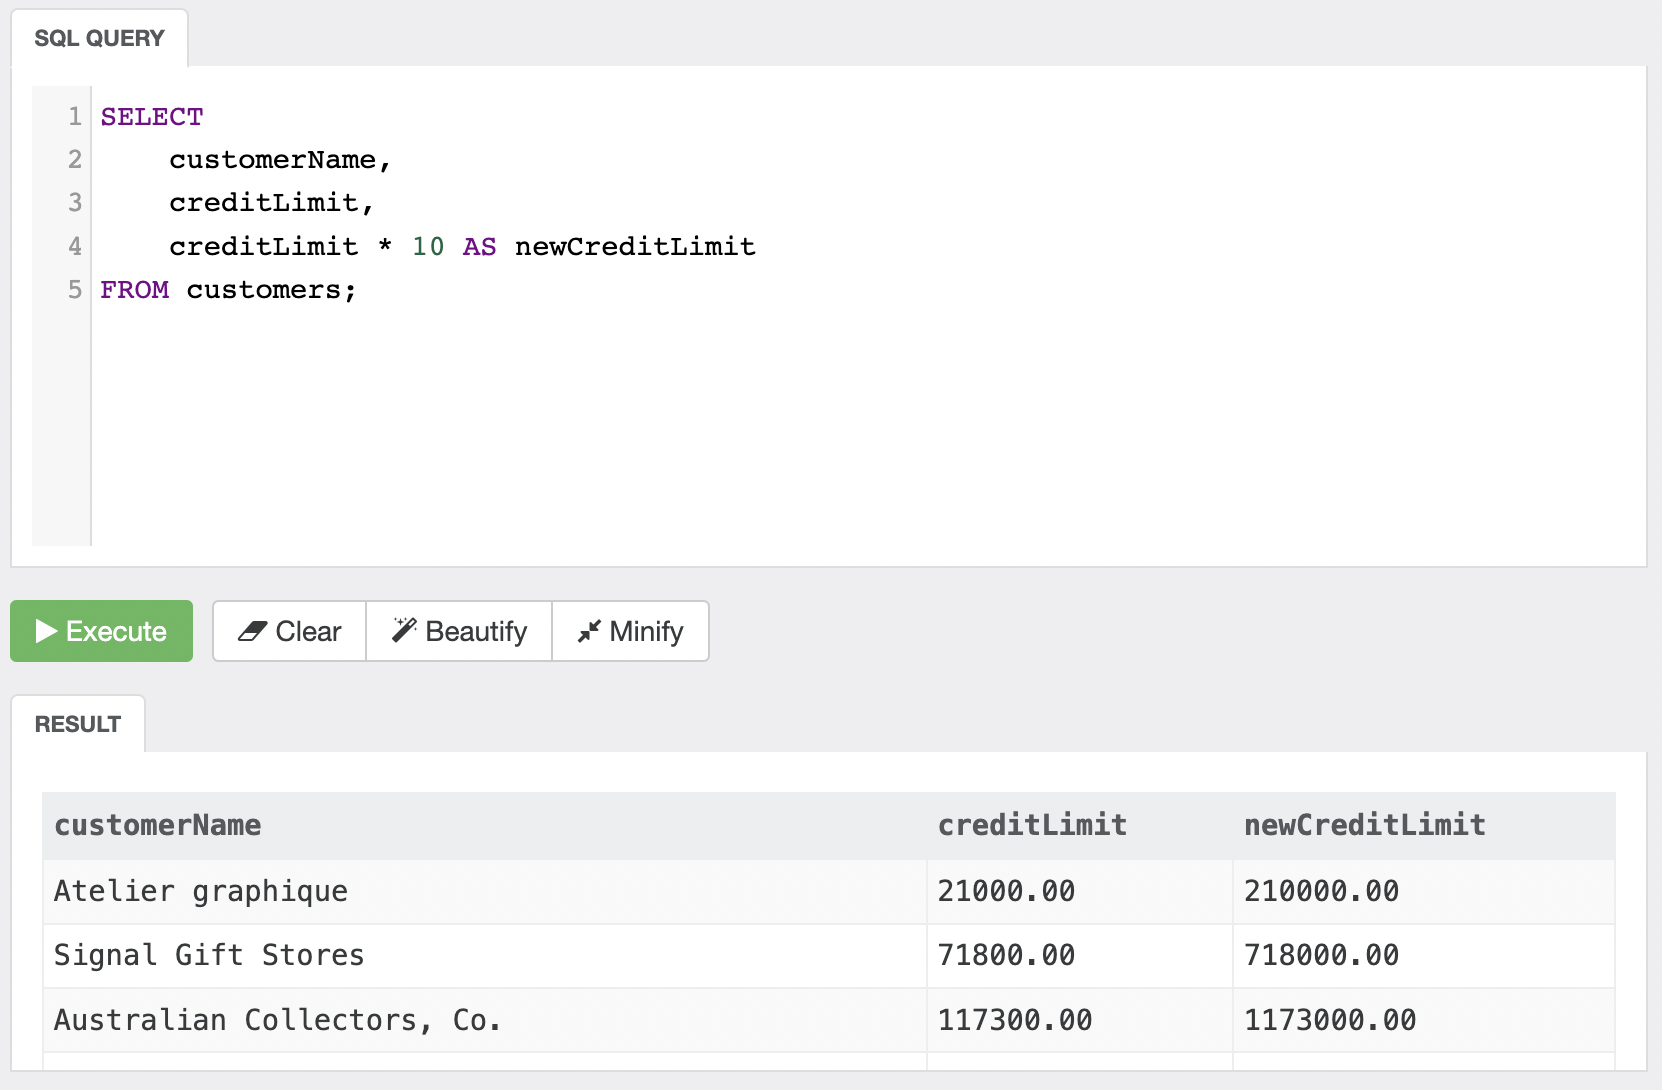 SQL QUERY
1 SELECT
2     customerName,
3     creditLimit,
4     creditLimit * 10 AS newCreditLimit
5 FROM customers;
Execute Clear Beautify Minify
RESULT
customerName creditLimit newCreditLimit
Atelier graphique 21000.00 210000.00
Signal Gift Stores 71800.00 718000.00
Australian Collectors, Co. 117300.00 1173000.00